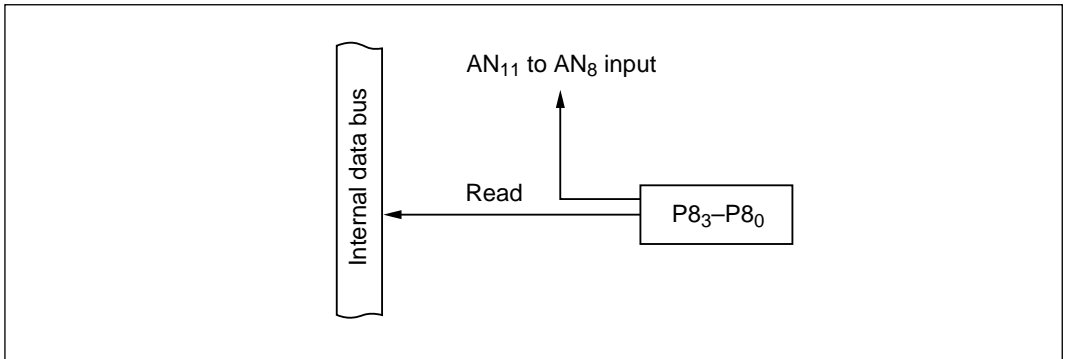 AN₁₁ to AN₈ input
Internal data bus
Read
P8₃–P8₀